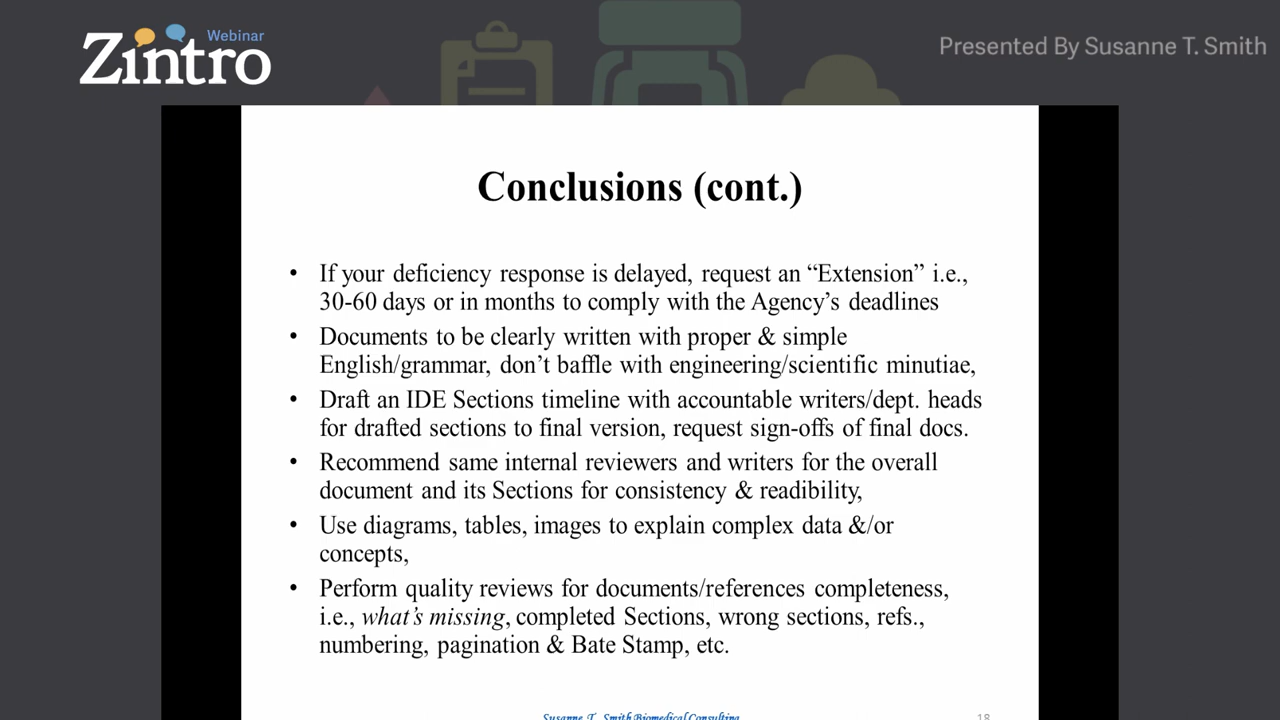 Webinar
Zintro
Presented By Susanne T. Smith
Conclusions (cont.)
• If your deficiency response is delayed, request an “Extension” i.e.,
30-60 days or in months to comply with the Agency’s deadlines
• Documents to be clearly written with proper & simple
English/grammar, don’t baffle with engineering/scientific minutiae,
• Draft an IDE Sections timeline with accountable writers/dept. heads
for drafted sections to final version, request sign-offs of final docs.
• Recommend same internal reviewers and writers for the overall
document and its Sections for consistency & readibility,
• Use diagrams, tables, images to explain complex data &/or
concepts,
• Perform quality reviews for documents/references completeness,
i.e., what’s missing, completed Sections, wrong sections, refs.,
numbering, pagination & Bate Stamp, etc.
Susanne T. Smith Biomedical Consulting
18